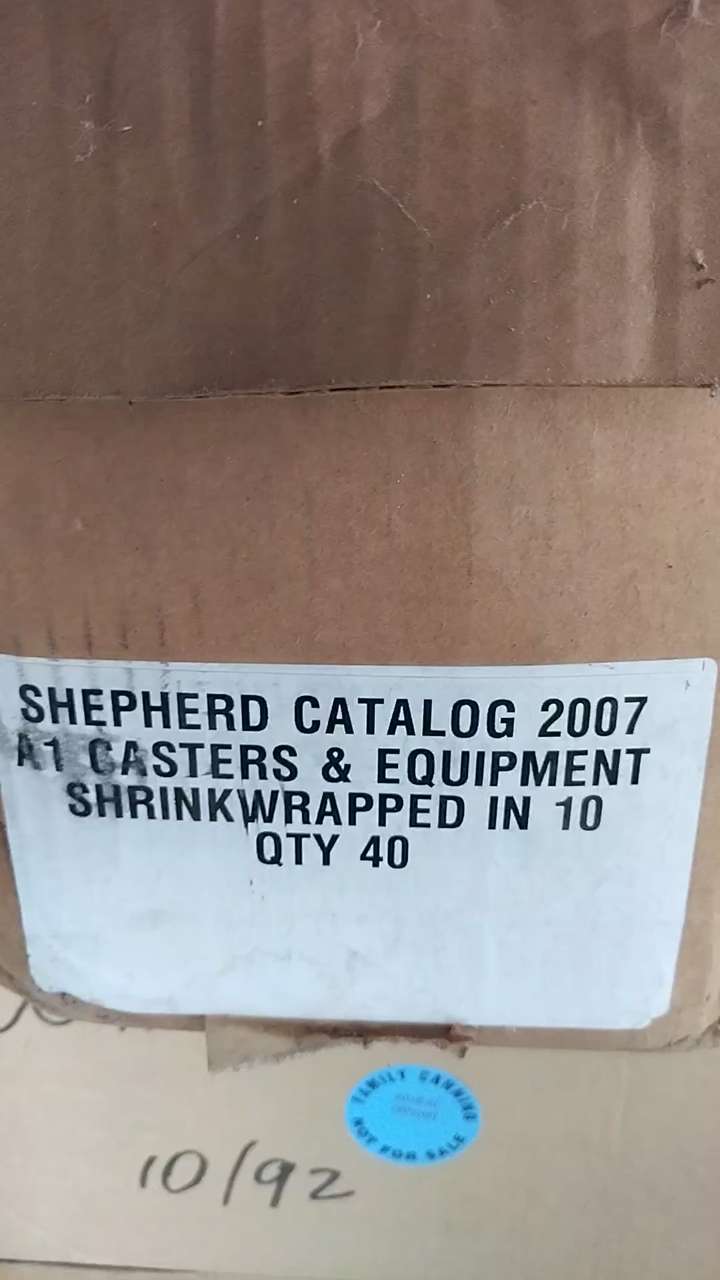 SHEPHERD CATALOG 2007
A1 CASTERS & EQUIPMENT
SHRINKWRAPPED IN 10
QTY 40
FAMILY CANNING
NOT FOR SALE
10/92